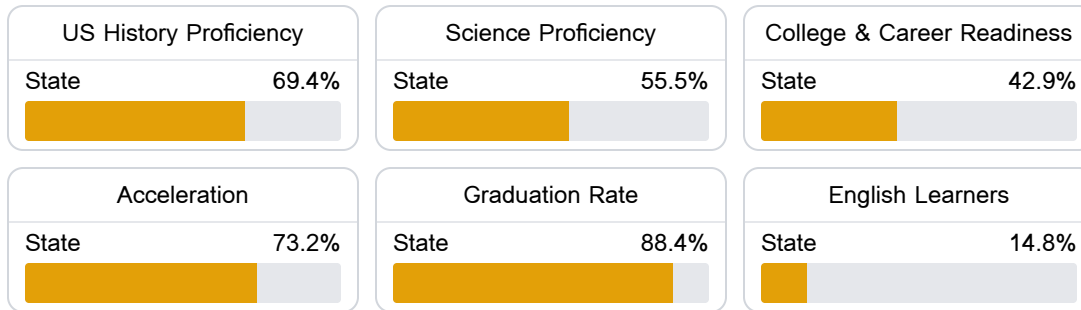 US History Proficiency
State 69.4%
Science Proficiency
State 55.5%
College & Career Readiness
State 42.9%
Acceleration
State 73.2%
Graduation Rate
State 88.4%
English Learners
State 14.8%